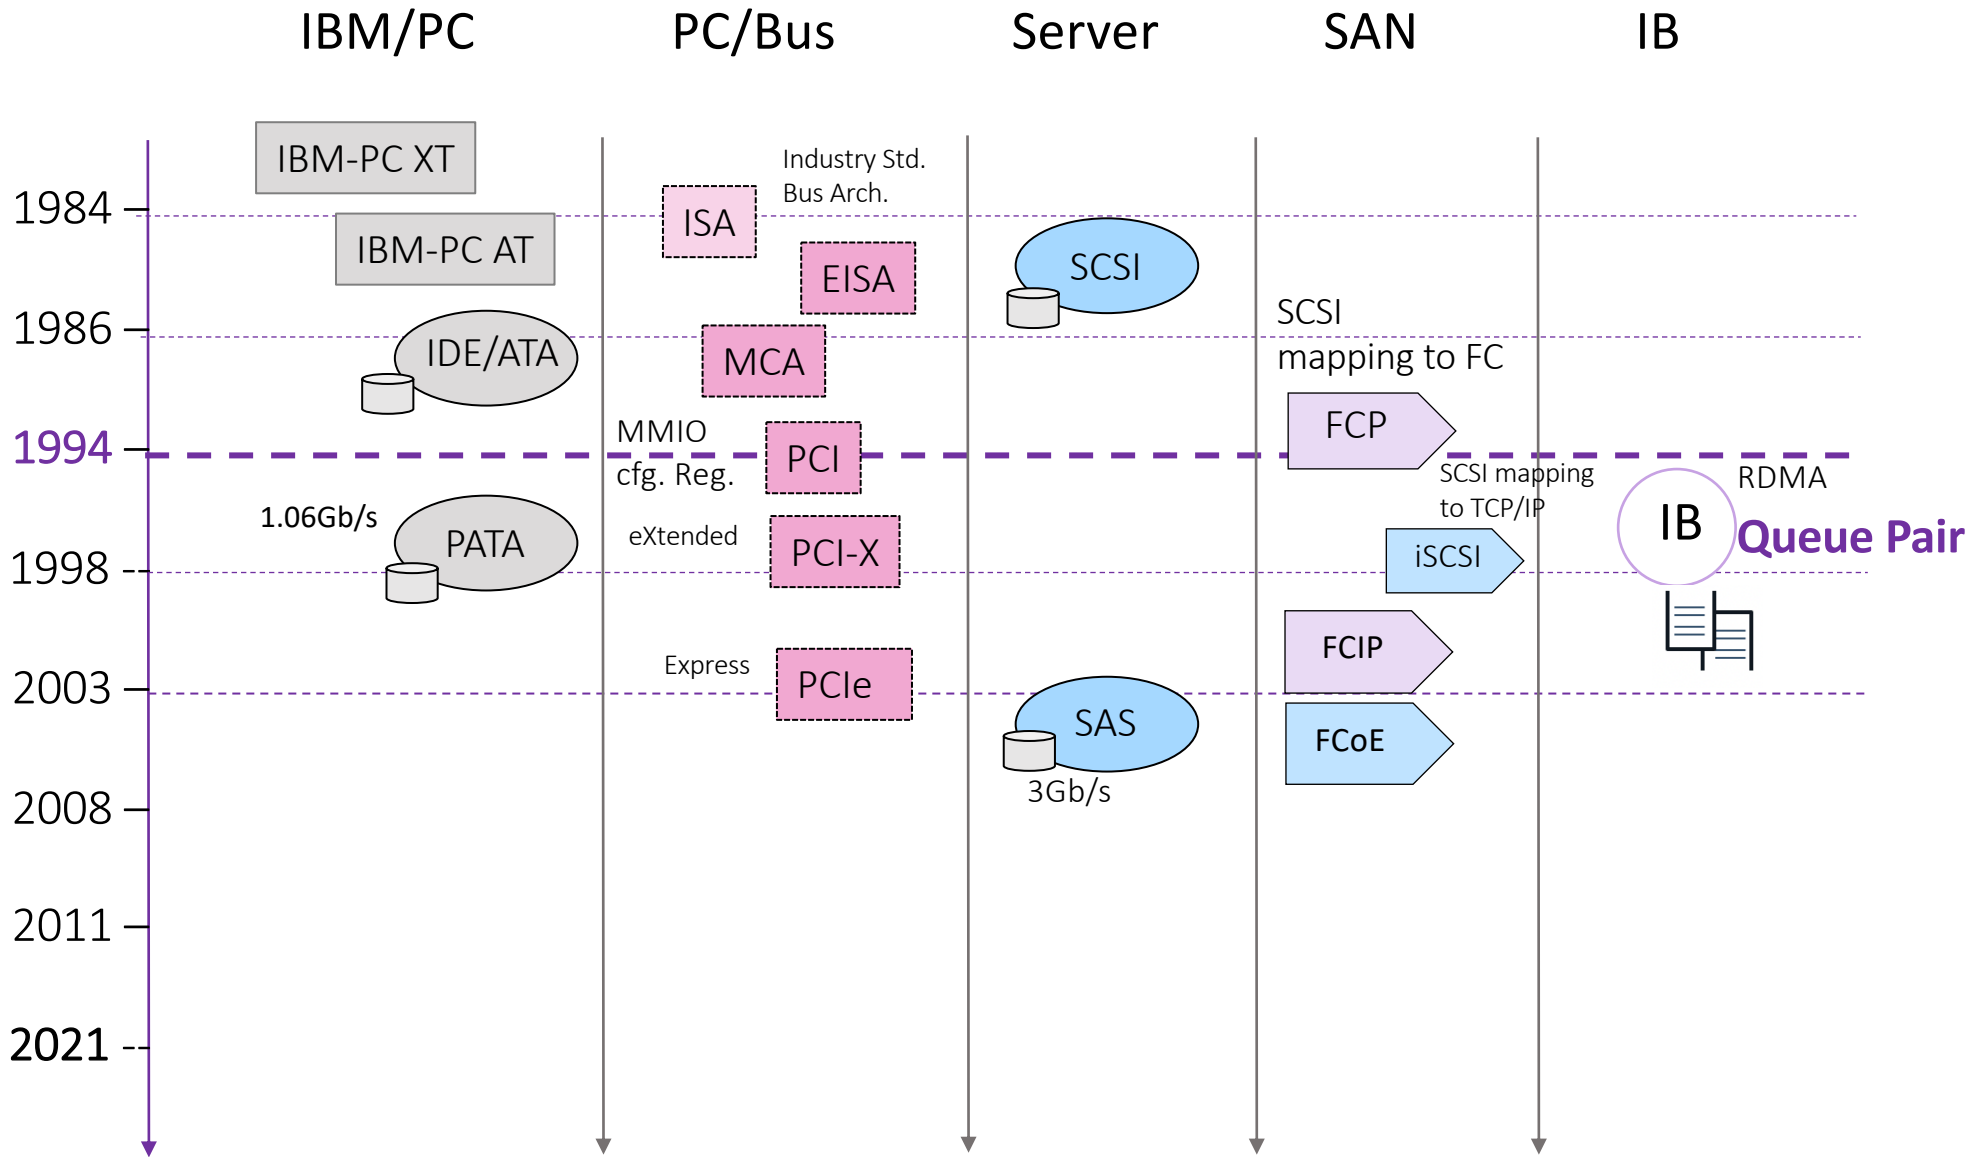 IBM/PC
PC/Bus
Server
SAN
IB
IBM-PC XT
Industry Std.
Bus Arch.
1984
ISA
IBM-PC AT
EISA
SCSI
1986
SCSI
mapping to FC
IDE/ATA
MCA
FCP
1994
MMIO
cfg. Reg.
PCI
SCSI mapping
to TCP/IP
RDMA
IB
Queue Pair
1.06Gb/s
PATA
eXtended
PCI-X
iSCSI
1998
FCIP
Express
PCIe
2003
SAS
FCoE
3Gb/s
2008
2011
2021